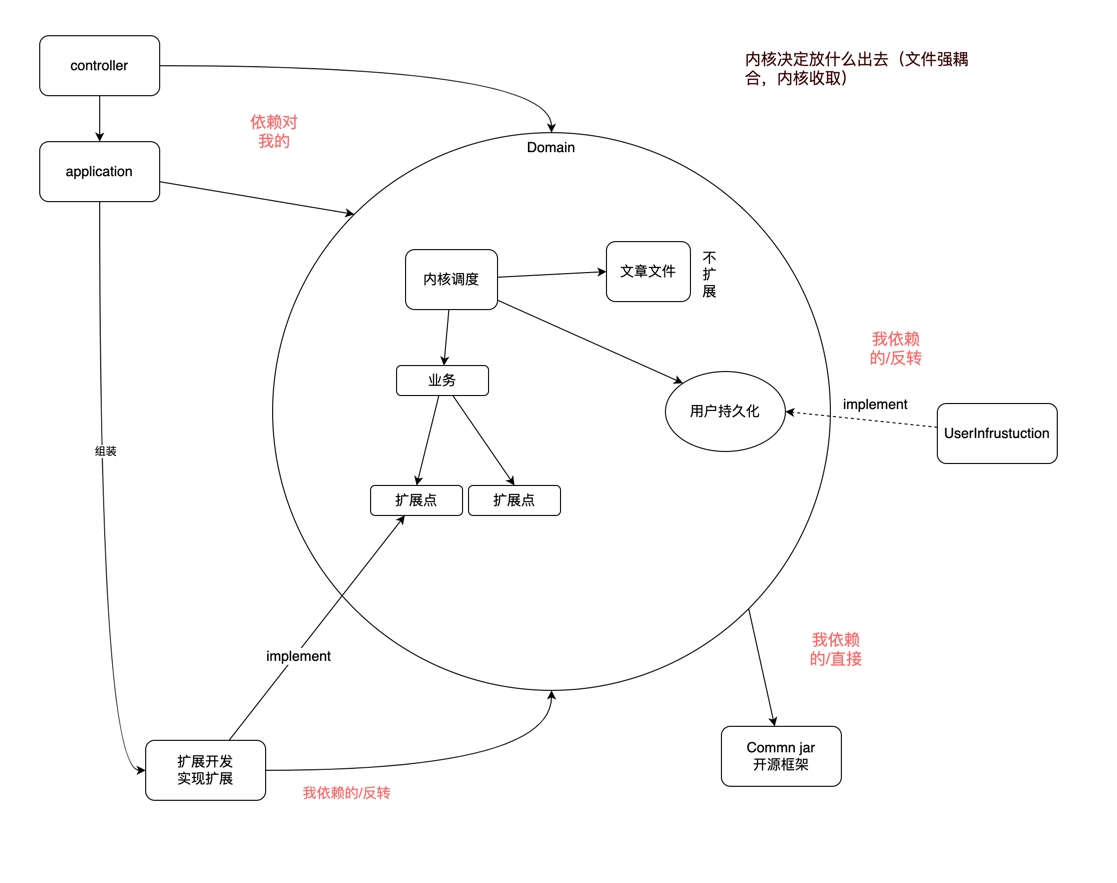 controller
内核决定放什么出去（文件强耦
合，内核收取）
依赖对
我的
Domain
application
内核调度
文章文件
不
扩
展
我依赖
的/反转
业务
用户持久化
implement
UserInfrustuction
组装
扩展点
扩展点
implement
我依赖
的/直接
扩展开发
实现扩展
Commn jar
开源框架
我依赖的/反转